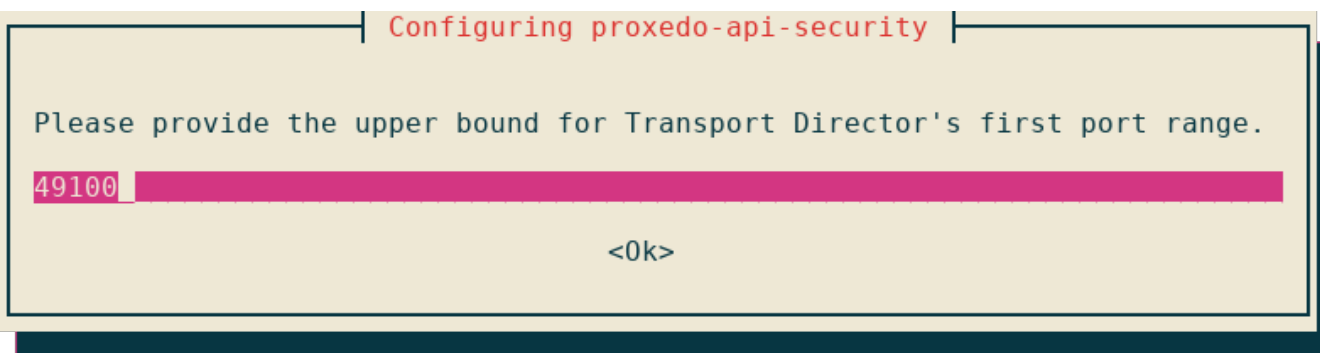 Configuring proxedo-api-security
Please provide the upper bound for Transport Director's first port range.
49100
<Ok>